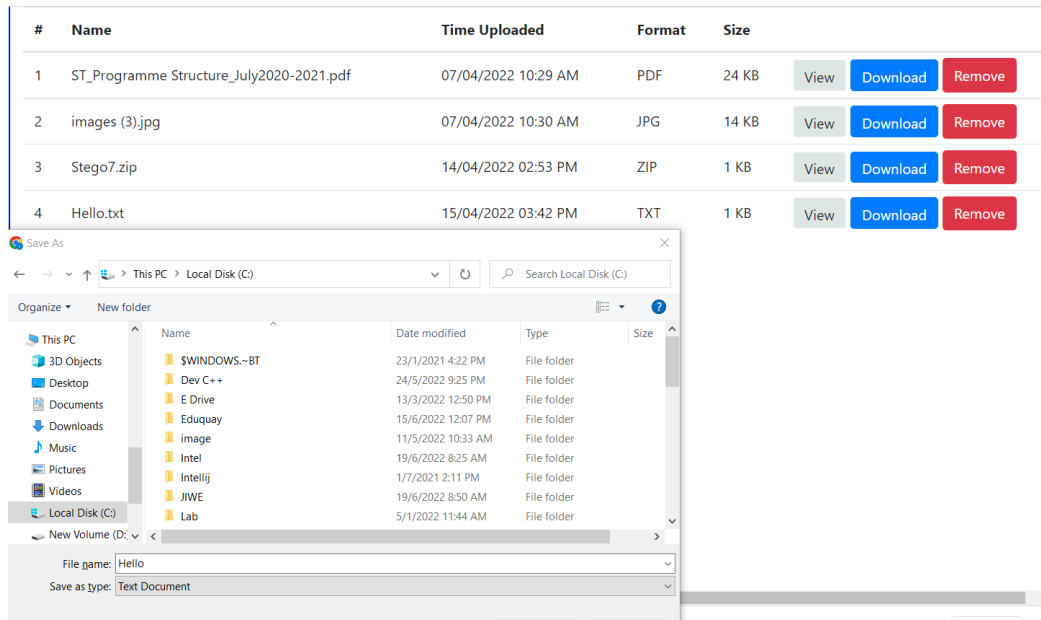 # Name Time Uploaded Format Size
1 ST_Programme Structure_July2020-2021.pdf 07/04/2022 10:29 AM PDF 24 KB View Download Remove
2 images (3).jpg 07/04/2022 10:30 AM JPG 14 KB View Download Remove
3 Stego7.zip 14/04/2022 02:53 PM ZIP 1 KB View Download Remove
4 Hello.txt 15/04/2022 03:42 PM TXT 1 KB View Download Remove
Save As
This PC > Local Disk (C:) Search Local Disk (C:)
Organize New folder ?
Name Date modified Type Size
This PC
3D Objects
Desktop
Documents
Downloads
Music
Pictures
Videos
Local Disk (C:)
New Volume (D:
$WINDOWS.~BT 23/1/2021 4:22 PM File folder
Dev C++ 24/5/2022 9:25 PM File folder
E Drive 13/3/2022 12:50 PM File folder
Eduquay 15/6/2022 12:07 PM File folder
image 11/5/2022 10:33 AM File folder
Intel 19/6/2022 8:25 AM File folder
Intellij 1/7/2021 2:11 PM File folder
JIWE 19/6/2022 8:50 AM File folder
Lab 5/1/2022 11:44 AM File folder
File name: Hello
Save as type: Text Document